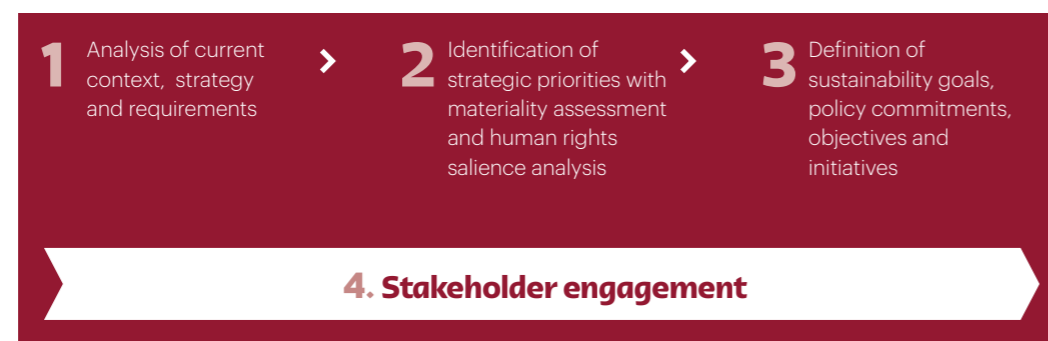 1
Analysis of current
context, strategy
and requirements
2
Identification of
strategic priorities with
materiality assessment
and human rights
salience analysis
3
Definition of
sustainability goals,
policy commitments,
objectives and
initiatives
4. Stakeholder engagement